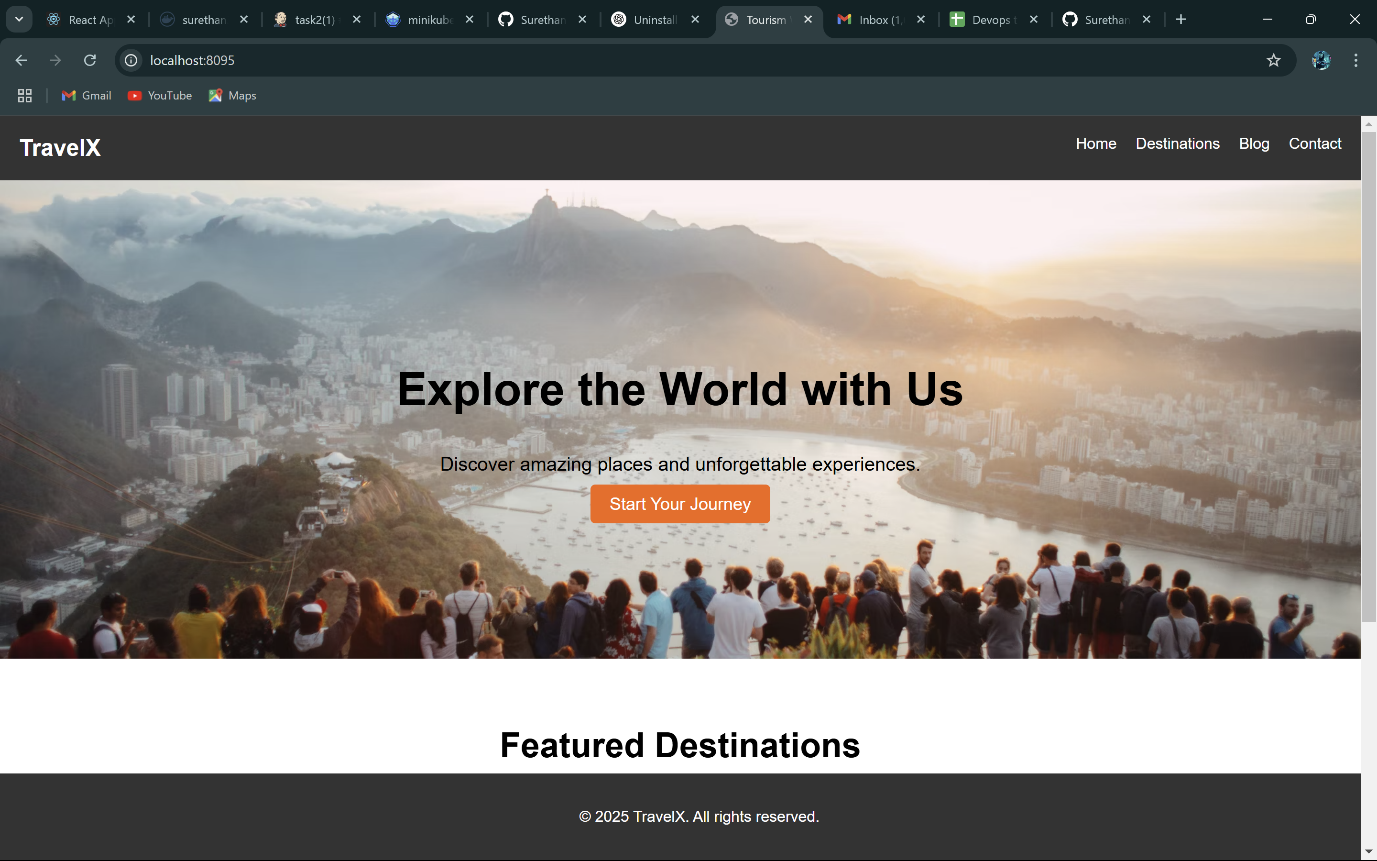 React Ap
surethan
task2(1)
minikube
Surethan
Uninstall
Tourism
Inbox (1,
Devops t
Surethan
localhost:8095
Gmail
YouTube
Maps
TravelX
Home Destinations Blog Contact
Explore the World with Us
Discover amazing places and unforgettable experiences.
Start Your Journey
Featured Destinations
© 2025 TravelX. All rights reserved.